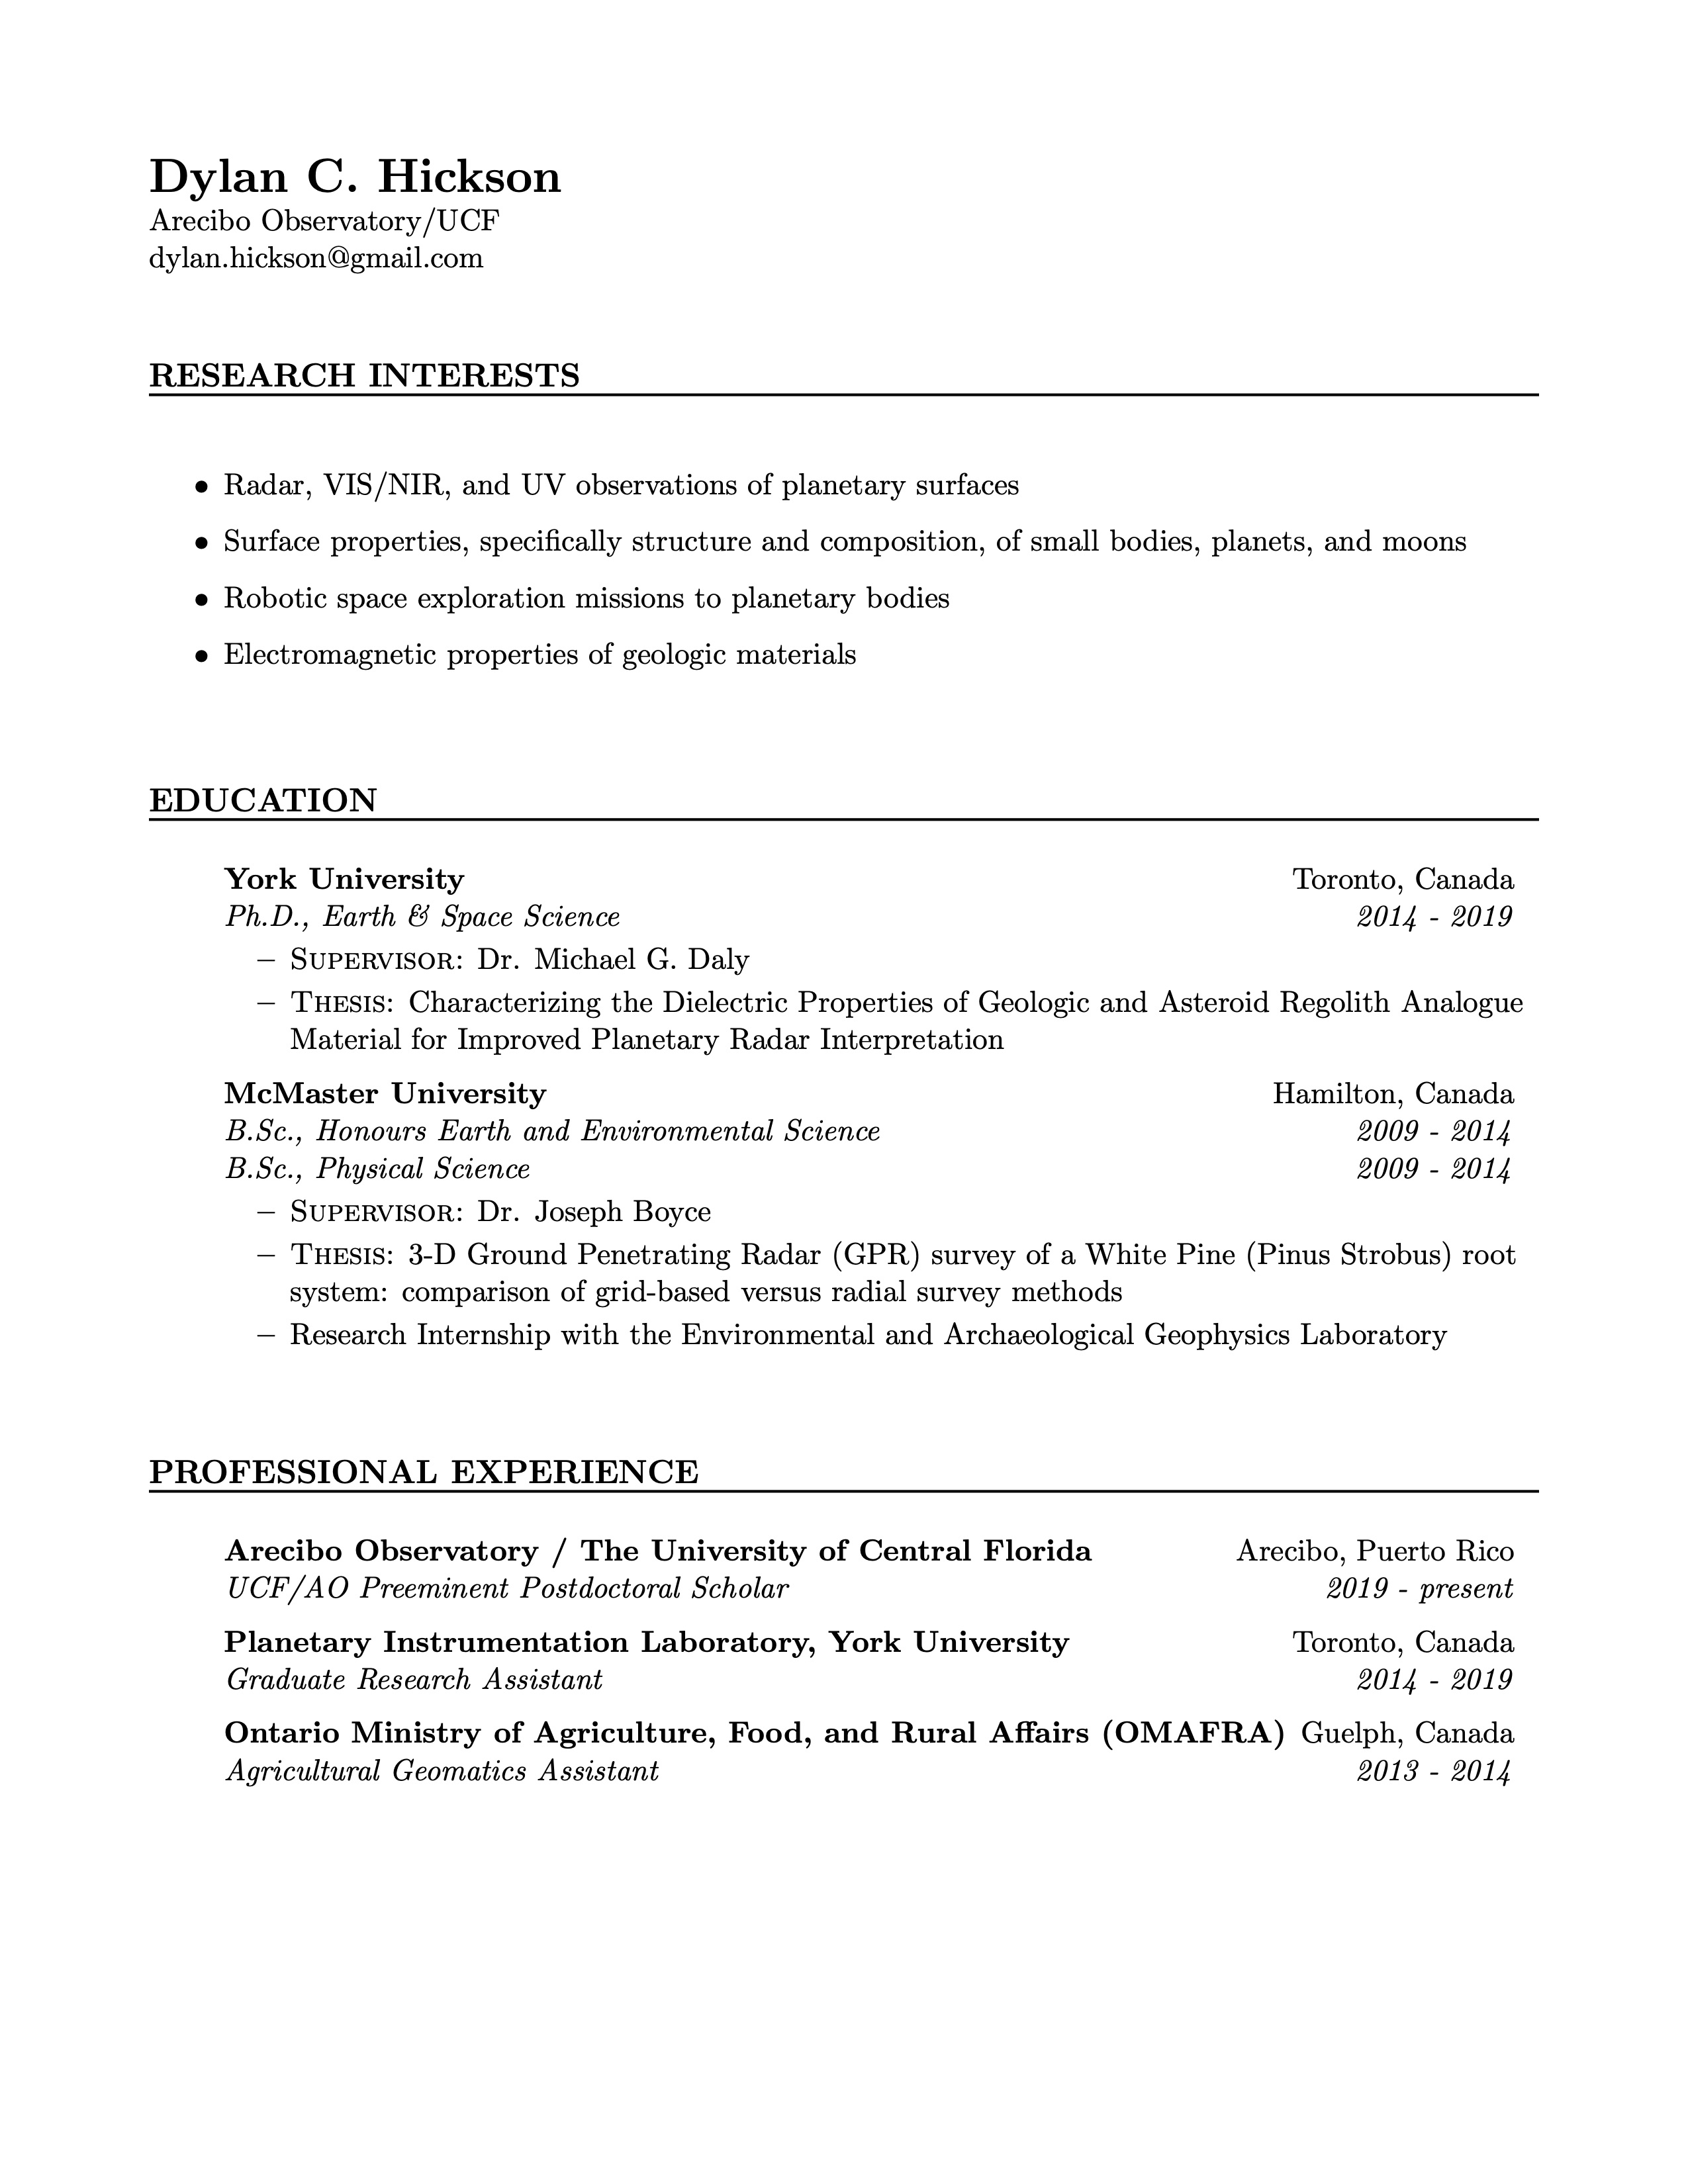 Dylan C. Hickson
Arecibo Observatory/UCF
dylan.hickson@gmail.com
RESEARCH INTERESTS
• Radar, VIS/NIR, and UV observations of planetary surfaces
• Surface properties, specifically structure and composition, of small bodies, planets, and moons
• Robotic space exploration missions to planetary bodies
• Electromagnetic properties of geologic materials
EDUCATION
York University Toronto, Canada
Ph.D., Earth & Space Science 2014 - 2019
– Supervisor: Dr. Michael G. Daly
– Thesis: Characterizing the Dielectric Properties of Geologic and Asteroid Regolith Analogue
Material for Improved Planetary Radar Interpretation
McMaster University Hamilton, Canada
B.Sc., Honours Earth and Environmental Science 2009 - 2014
B.Sc., Physical Science 2009 - 2014
– Supervisor: Dr. Joseph Boyce
– Thesis: 3-D Ground Penetrating Radar (GPR) survey of a White Pine (Pinus Strobus) root
system: comparison of grid-based versus radial survey methods
– Research Internship with the Environmental and Archaeological Geophysics Laboratory
PROFESSIONAL EXPERIENCE
Arecibo Observatory / The University of Central Florida Arecibo, Puerto Rico
UCF/AO Preeminent Postdoctoral Scholar 2019 - present
Planetary Instrumentation Laboratory, York University Toronto, Canada
Graduate Research Assistant 2014 - 2019
Ontario Ministry of Agriculture, Food, and Rural Affairs (OMAFRA) Guelph, Canada
Agricultural Geomatics Assistant 2013 - 2014